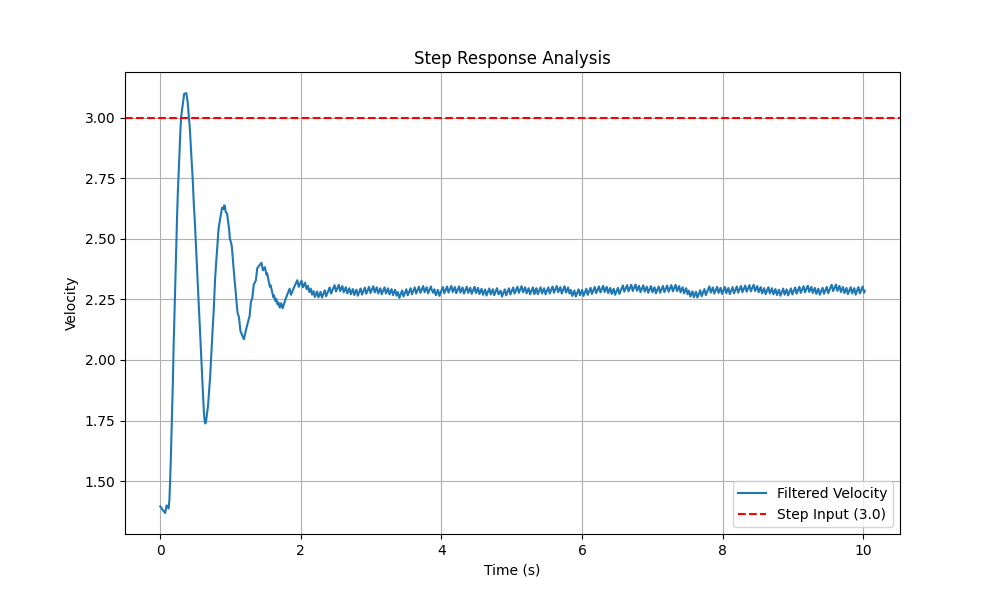 Step Response Analysis
Velocity
3.00
2.75
2.50
2.25
2.00
1.75
1.50
Filtered Velocity
Step Input (3.0)
0 2 4 6 8 10
Time (s)